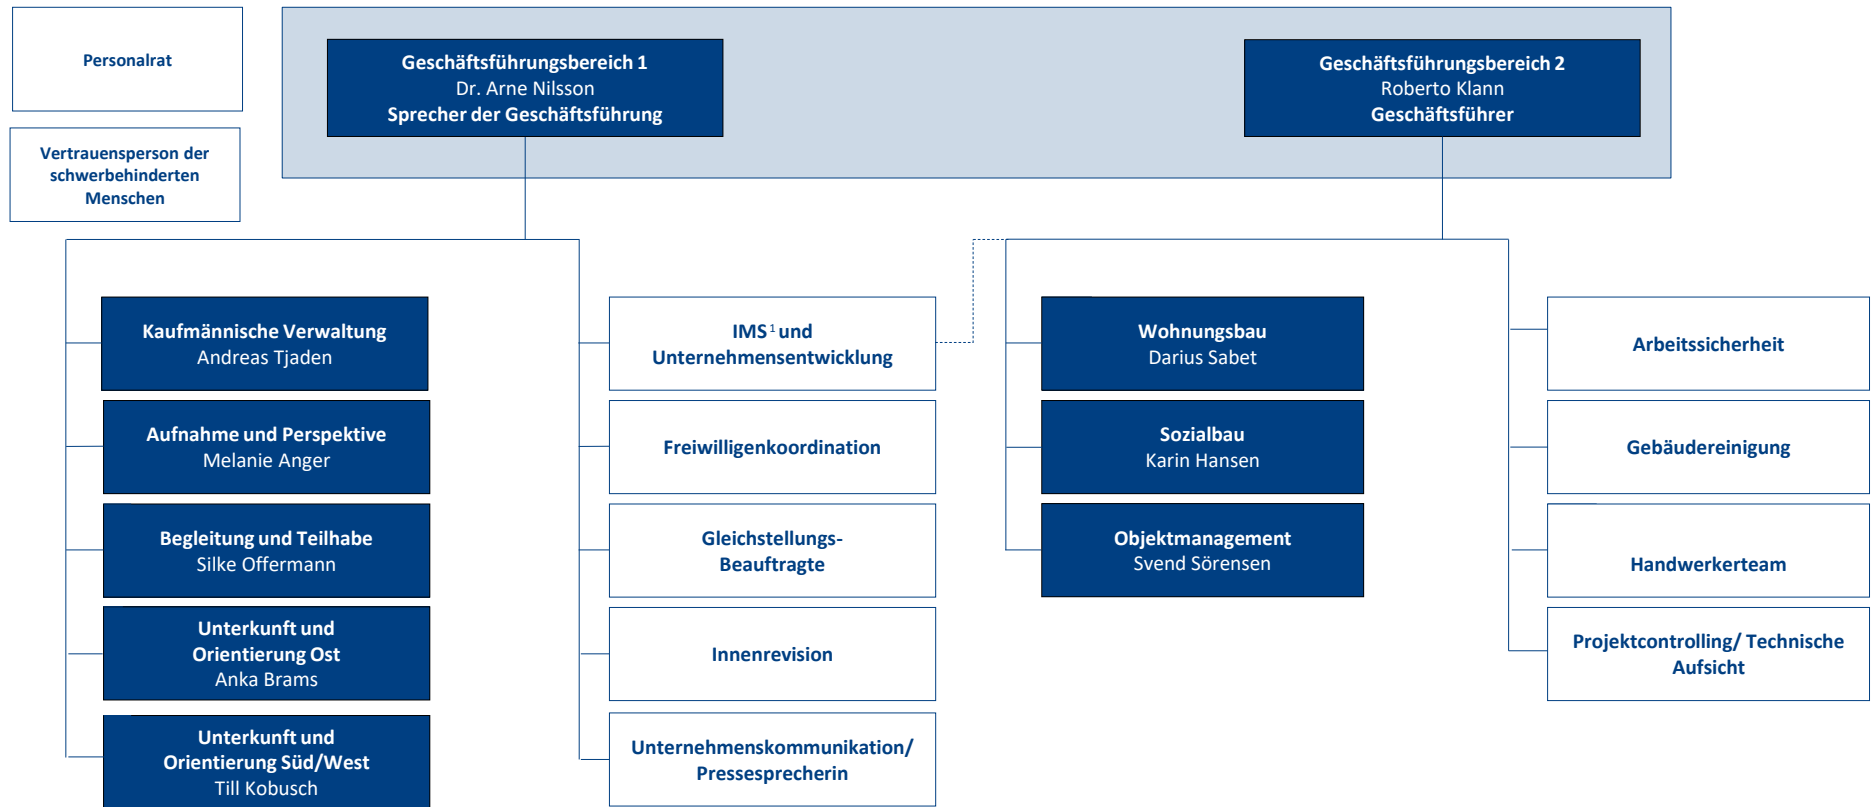 Personalrat
Vertrauensperson der
schwerbehinderten
Menschen
Geschäftsführungsbereich 1
Dr. Arne Nilsson
Sprecher der Geschäftsführung
Geschäftsführungsbereich 2
Roberto Klann
Geschäftsführer
Kaufmännische Verwaltung
Andreas Tjaden
Aufnahme und Perspektive
Melanie Anger
Begleitung und Teilhabe
Silke Offermann
Unterkunft und
Orientierung Ost
Anka Brams
Unterkunft und
Orientierung Süd/West
Till Kobusch
IMS¹ und
Unternehmensentwicklung
Freiwilligenkoordination
Gleichstellungs-
Beauftragte
Innenrevision
Unternehmenskommunikation/
Pressesprecherin
Wohnungsbau
Darius Sabet
Sozialbau
Karin Hansen
Objektmanagement
Svend Sörensen
Arbeitssicherheit
Gebäudereinigung
Handwerkerteam
Projektcontrolling/ Technische
Aufsicht